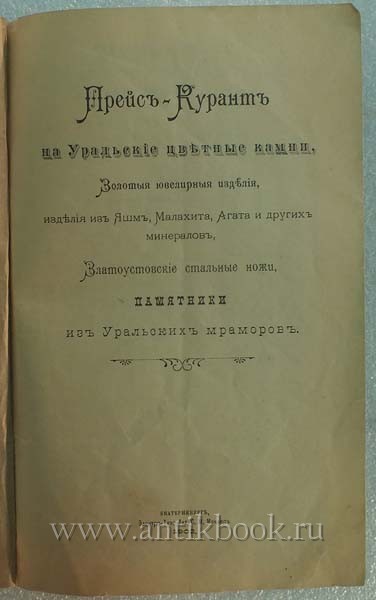 Прейсъ-Курантъ
на Уральскіе цвѣтные камни,
Золотыя ювелирныя издѣлія,
издѣлія изъ Яшмъ, Малахита, Агата и другихъ
минераловъ,
Златоустовскіе стальные ножи,
ПАМЯТНИКИ
изъ Уральскихъ мраморовъ.
ЕКАТЕРИНБУРГЪ,
www.antikbook.ru